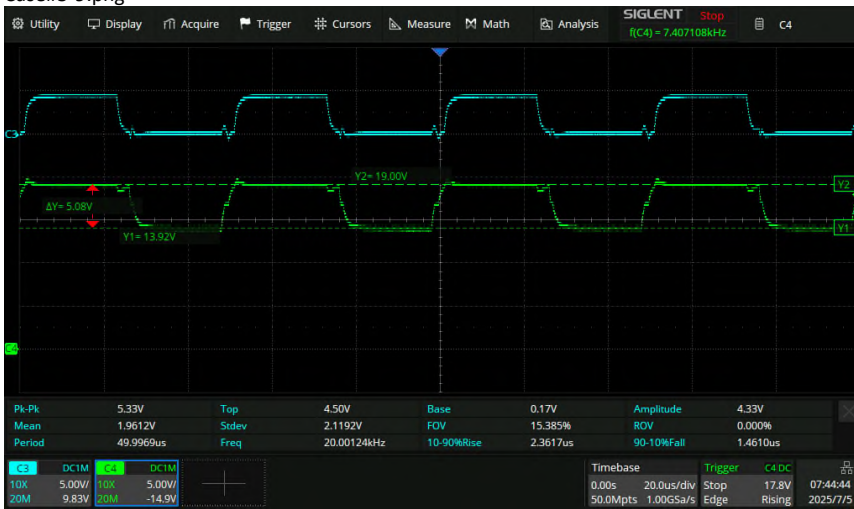 Utility Display Acquire Trigger Cursors Measure Math Analysis SIGLENT Stop C4
f(C4) = 7.407108kHz
C3
Y2= 19.00V
Y2
ΔY= 5.08V
Y1= 13.92V
Y1
C4
Pk-Pk 5.33V Top 4.50V Base 0.17V Amplitude 4.33V
Mean 1.9612V Stdev 2.1192V FOV 15.385% ROV 0.000%
Period 49.9969us Freq 20.00124kHz 10-90%Rise 2.3617us 90-10%Fall 1.4610us
C3 DC1M C4 DC1M Timebase Trigger C4 DC
10X 5.00V/ 10X 5.00V/ 0.00s 20.0us/div Stop 17.8V 07:44:44
20M 9.83V 20M -14.9V 50.0Mpts 1.00GSa/s Edge Rising 2025/7/5